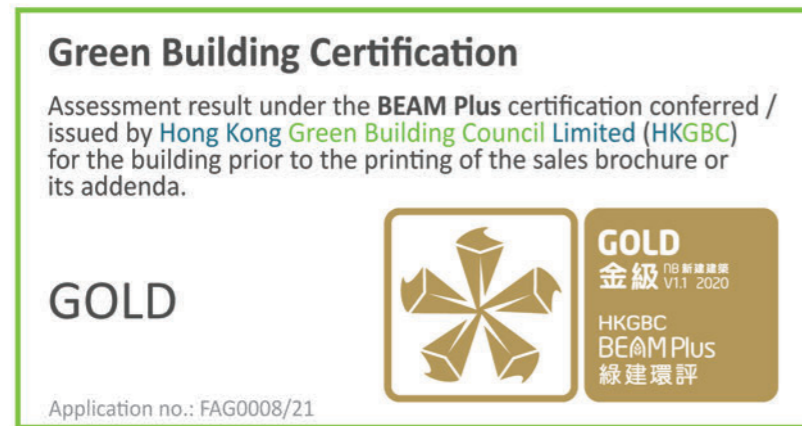 Green Building Certification
Assessment result under the BEAM Plus certification conferred /
issued by Hong Kong Green Building Council Limited (HKGBC)
for the building prior to the printing of the sales brochure or
its addenda.
GOLD
GOLD
金級 NB 新建建築
V1.1 2020
HKGBC
BEAM Plus
綠建環評
Application no.: FAG0008/21